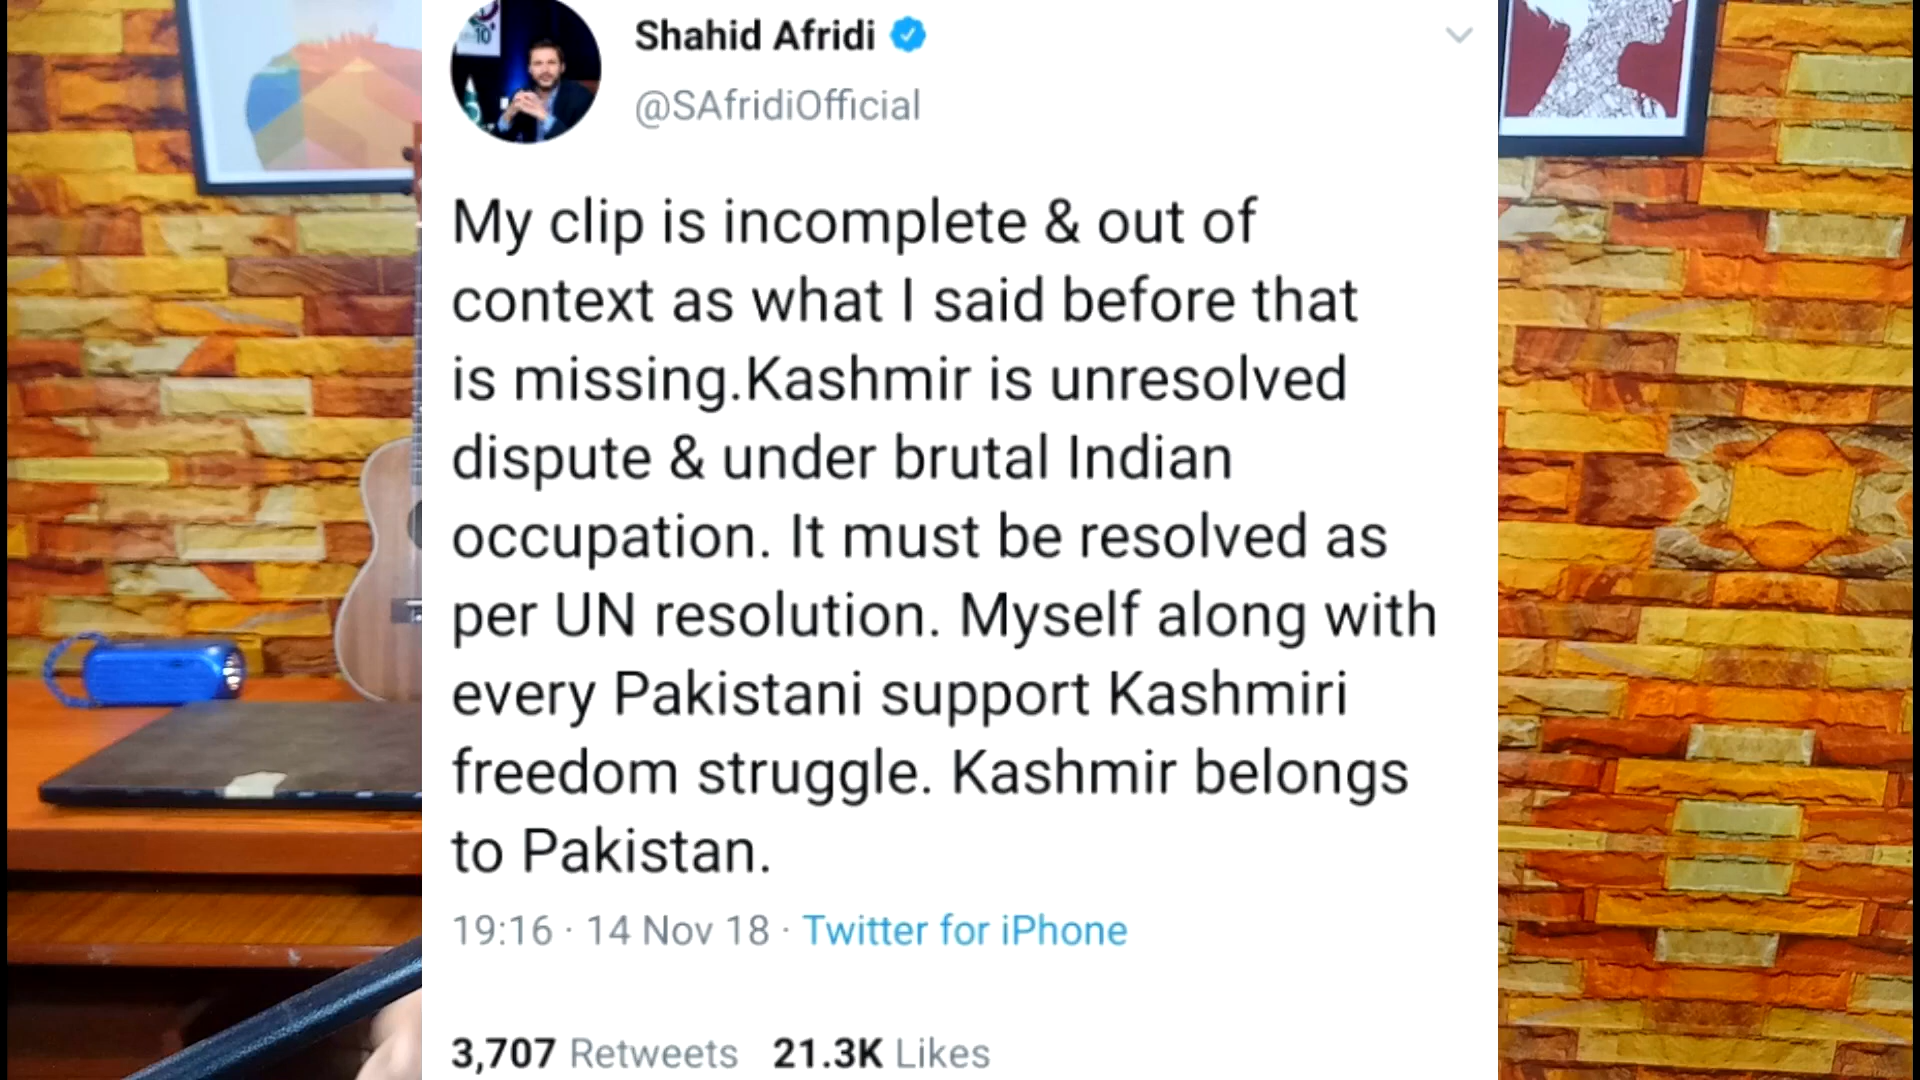 10
Shahid Afridi
@SAfridiOfficial
My clip is incomplete & out of
context as what I said before that
is missing.Kashmir is unresolved
dispute & under brutal Indian
occupation. It must be resolved as
per UN resolution. Myself along with
every Pakistani support Kashmiri
freedom struggle. Kashmir belongs
to Pakistan.
19:16 · 14 Nov 18 · Twitter for iPhone
3,707 Retweets 21.3K Likes